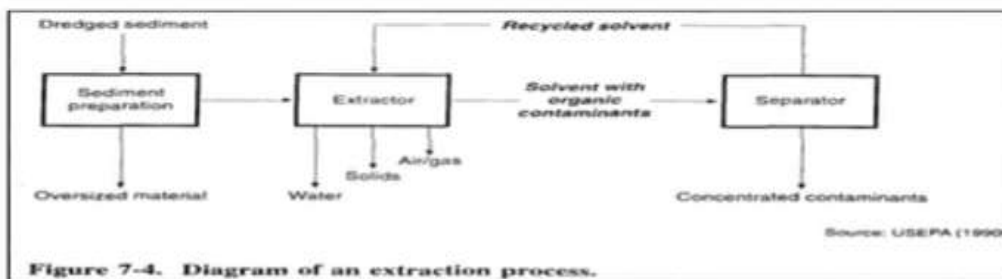 Dredged sediment
Recycled solvent
Sediment
preparation
Extractor
Solvent with
organic
contaminants
Separator
Air/gas
Solids
Oversized material
Water
Concentrated contaminants
Source: USEPA (1990
Figure 7-4. Diagram of an extraction process.